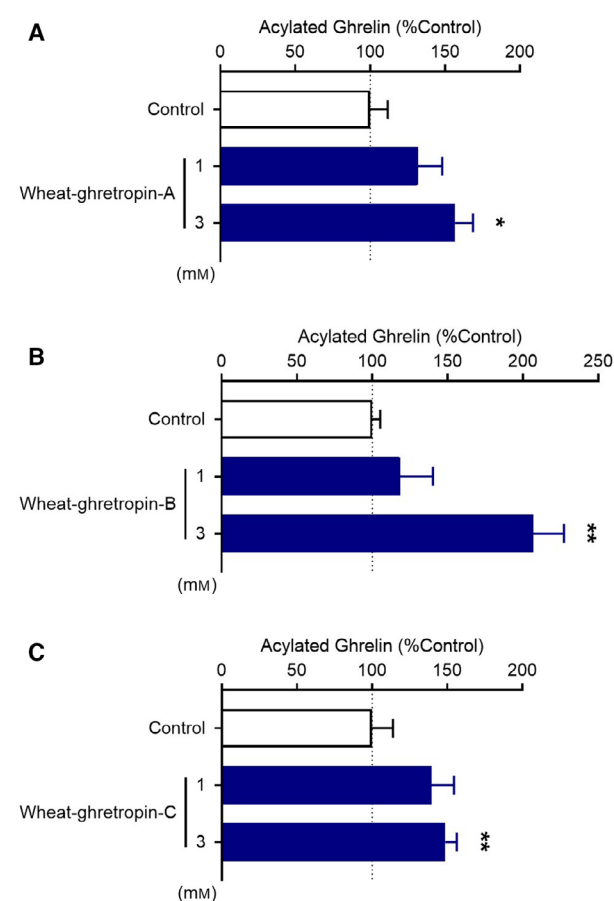 A
Acylated Ghrelin (%Control)
0 50 100 150 200
Control
1
Wheat-ghretropin-A
3 *
(mM)
B
Acylated Ghrelin (%Control)
0 50 100 150 200 250
Control
1
Wheat-ghretropin-B
3 **
(mM)
C
Acylated Ghrelin (%Control)
0 50 100 150 200
Control
1
Wheat-ghretropin-C
3 **
(mM)